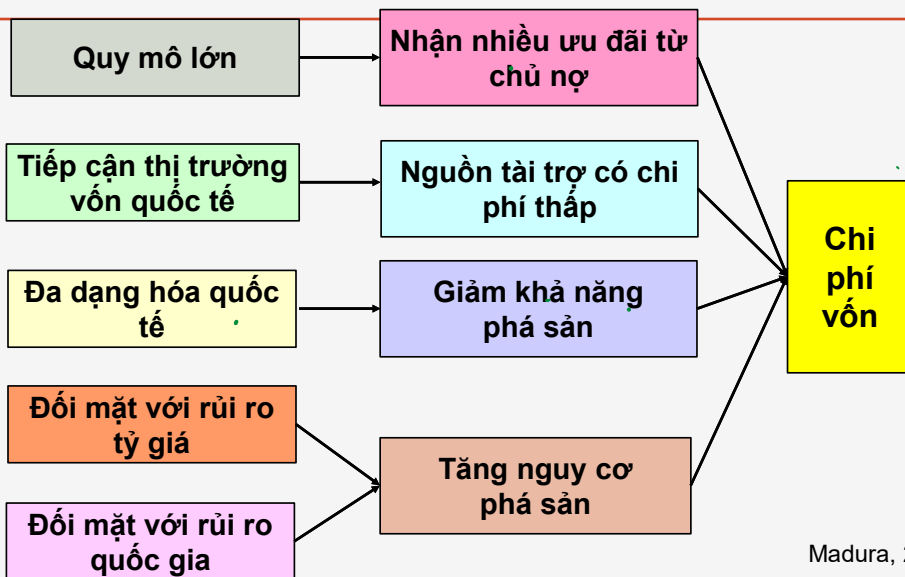 Quy mô lớn
Nhận nhiều ưu đãi từ
chủ nợ
Tiếp cận thị trường
vốn quốc tế
Nguồn tài trợ có chi
phí thấp
Chi
phí
vốn
Đa dạng hóa quốc
tế
Giảm khả năng
phá sản
Đối mặt với rủi ro
tỷ giá
Tăng nguy cơ
phá sản
Đối mặt với rủi ro
quốc gia
Madura,